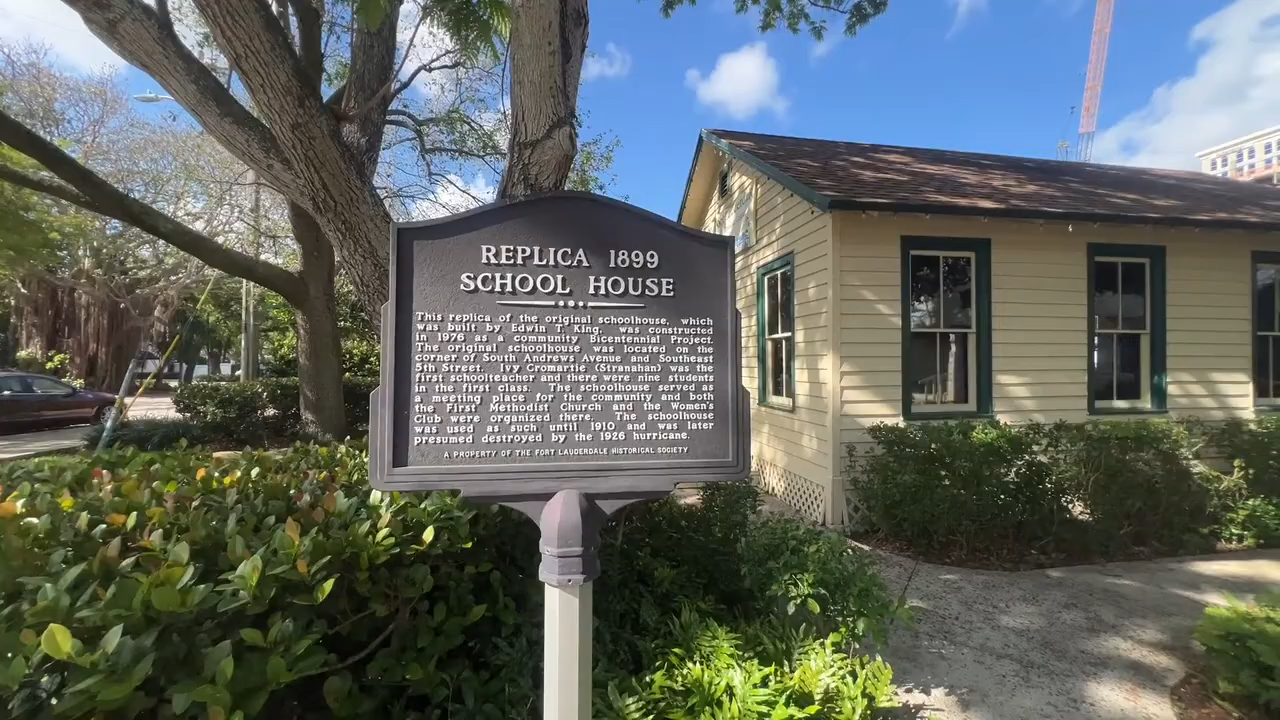 REPLICA 1899
SCHOOL HOUSE
This replica of the original schoolhouse, which
was built by Edwin T. King, was constructed
in 1976 as a community Bicentennial Project.
The original schoolhouse was located on the
corner of South Andrews Avenue and Southeast
5th Street. Ivy Cromartie (Stranahan) was the
first schoolteacher and there were nine students
in the first class. The schoolhouse served as
a meeting place for the community and both
the First Methodist Church and the Women's
Club were organized there. The schoolhouse
was used as such until 1910 and was later
presumed destroyed by the 1926 hurricane.
A PROPERTY OF THE FORT LAUDERDALE HISTORICAL SOCIETY